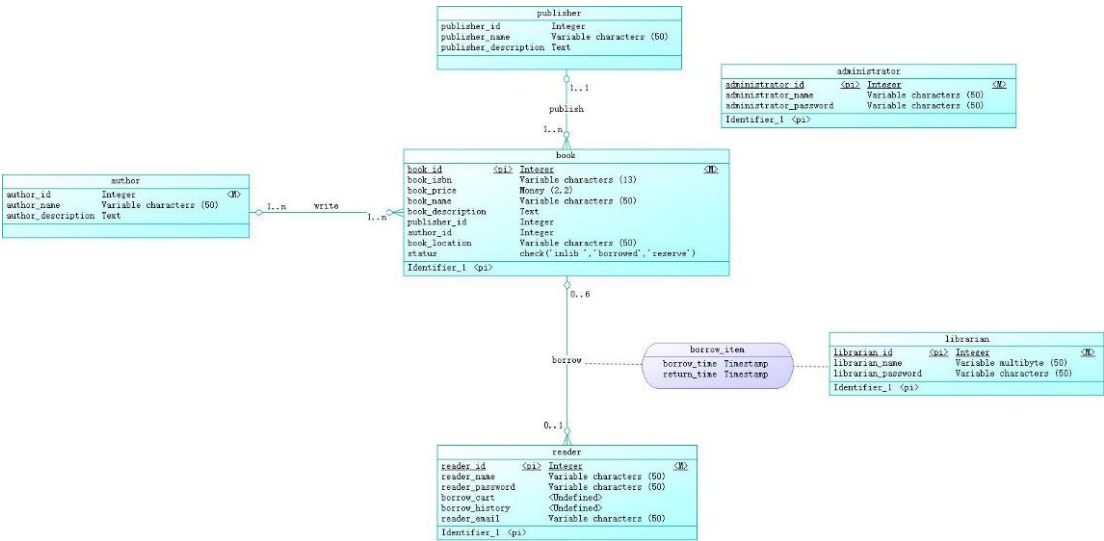 publisher
publisher_id Integer
publisher_name Variable characters (50)
publisher_description Text
1..1
publish
1..n
administrator
administrator_id <pi> Integer <M>
administrator_name Variable characters (50)
administrator_password Variable characters (50)
Identifier_1 <pi>
author
author_id Integer <M>
author_name Variable characters (50)
author_description Text
1..n
write
1..n
book
book_id <pi> Integer <M>
book_isbn Variable characters (13)
book_price Money (2,2)
book_name Variable characters (50)
book_description Text
publisher_id Integer
author_id Integer
book_location Variable characters (50)
status check('inlib ','borrowed','reserve')
Identifier_1 <pi>
0..6
borrow
borrow_item
borrow_time Timestamp
return_time Timestamp
librarian
librarian_id <pi> Integer <M>
librarian_name Variable multibyte (50)
librarian_password Variable characters (50)
Identifier_1 <pi>
0..1
reader
reader_id <pi> Integer <M>
reader_name Variable characters (50)
reader_password Variable characters (50)
borrow_cart <Undefined>
borrow_history <Undefined>
reader_email Variable characters (50)
Identifier_1 <pi>